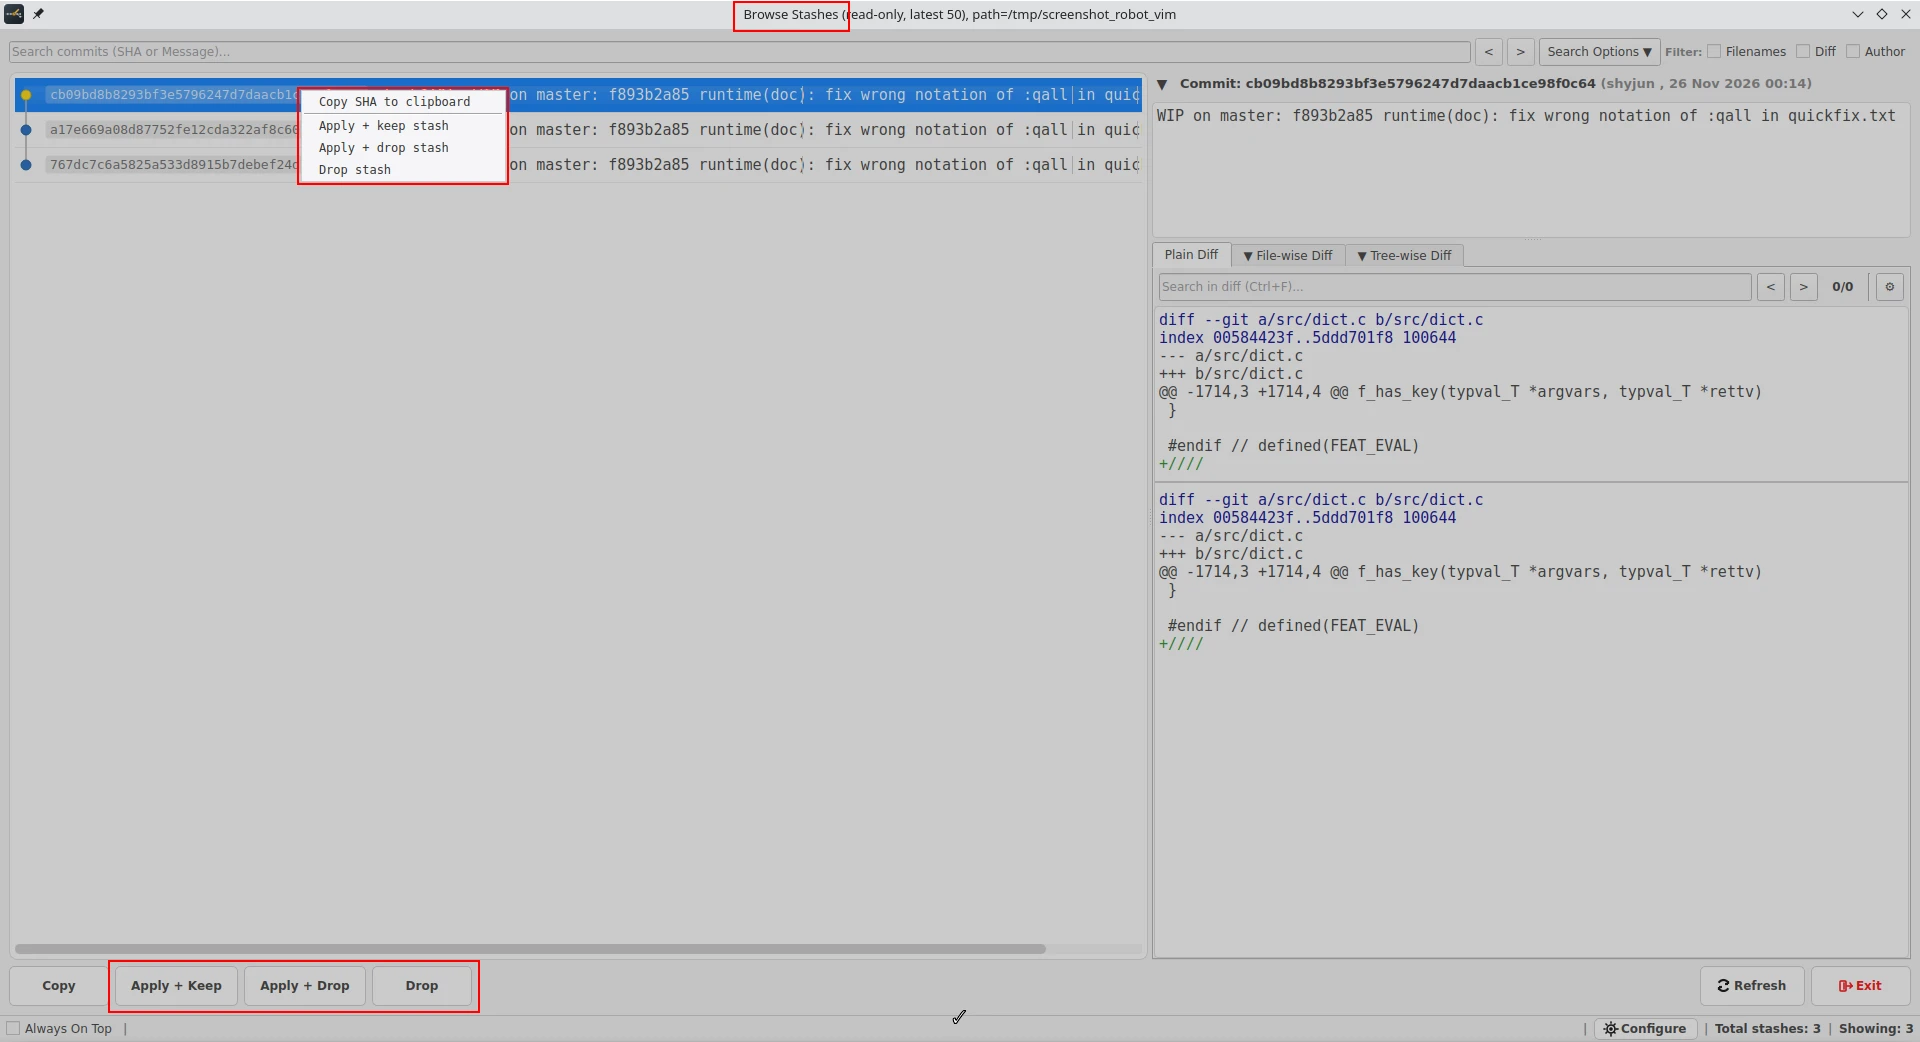 Browse Stashes (read-only, latest 50), path=/tmp/screenshot_robot_vim
Search commits (SHA or Message)...
< > Search Options ▼ Filter: Filenames Diff Author
cb09bd8b8293bf3e5796247d7daacb1c on master: f893b2a85 runtime(doc): fix wrong notation of :qall in quic
a17e669a08d87752fe12cda322af8c60 on master: f893b2a85 runtime(doc): fix wrong notation of :qall in quic
767dc7c6a5825a533d8915b7debef24d on master: f893b2a85 runtime(doc): fix wrong notation of :qall in quic
Copy SHA to clipboard
Apply + keep stash
Apply + drop stash
Drop stash
▼ Commit: cb09bd8b8293bf3e5796247d7daacb1ce98f0c64 (shyjun , 26 Nov 2026 00:14)
WIP on master: f893b2a85 runtime(doc): fix wrong notation of :qall in quickfix.txt
Plain Diff ▼ File-wise Diff ▼ Tree-wise Diff
Search in diff (Ctrl+F)... < > 0/0
diff --git a/src/dict.c b/src/dict.c
index 00584423f..5ddd701f8 100644
--- a/src/dict.c
+++ b/src/dict.c
@@ -1714,3 +1714,4 @@ f_has_key(typval_T *argvars, typval_T *rettv)
 }
 #endif // defined(FEAT_EVAL)
+////
diff --git a/src/dict.c b/src/dict.c
index 00584423f..5ddd701f8 100644
--- a/src/dict.c
+++ b/src/dict.c
@@ -1714,3 +1714,4 @@ f_has_key(typval_T *argvars, typval_T *rettv)
 }
 #endif // defined(FEAT_EVAL)
+////
Copy Apply + Keep Apply + Drop Drop Refresh Exit
Always On Top | | Configure | Total stashes: 3 | Showing: 3